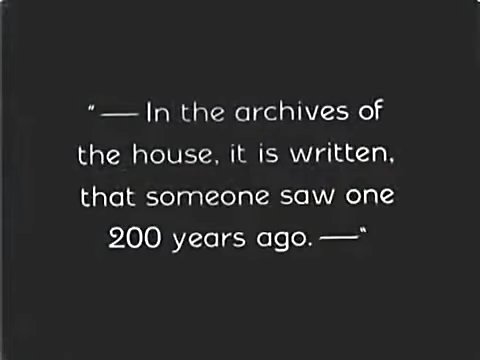 " — In the archives of
the house, it is written,
that someone saw one
200 years ago. — "